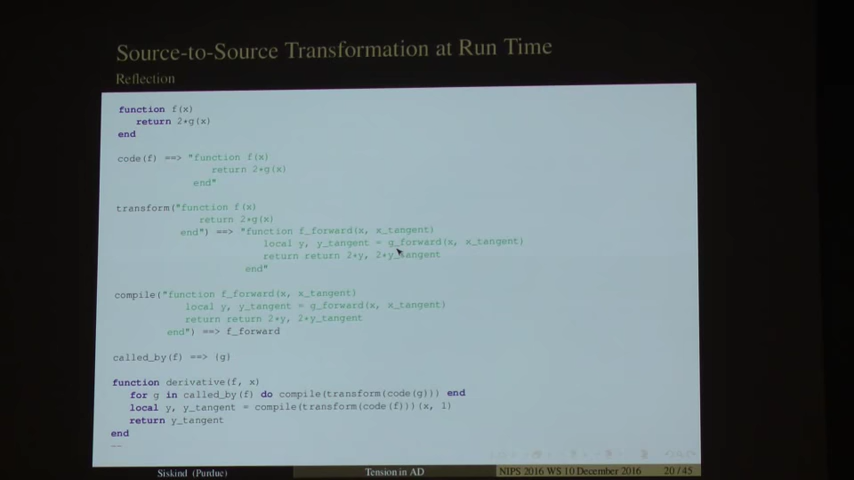 Source-to-Source Transformation at Run Time
Reflection
function f(x)
return 2*g(x)
end
code(f) ==> "function f(x)
return 2*g(x)
end"
transform("function f(x)
return 2*g(x)
end") ==> "function f_forward(x, x_tangent)
local y, y_tangent = g_forward(x, x_tangent)
return return 2*y, 2*y_tangent
end"
compile("function f_forward(x, x_tangent)
local y, y_tangent = g_forward(x, x_tangent)
return return 2*y, 2*y_tangent
end") ==> f_forward
called_by(f) ==> {g}
function derivative(f, x)
for g in called_by(f) do compile(transform(code(g))) end
local y, y_tangent = compile(transform(code(f)))(x, 1)
return y_tangent
end
Siskind (Purdue) Tension in AD NIPS 2016 WS 10 December 2016 20 / 45